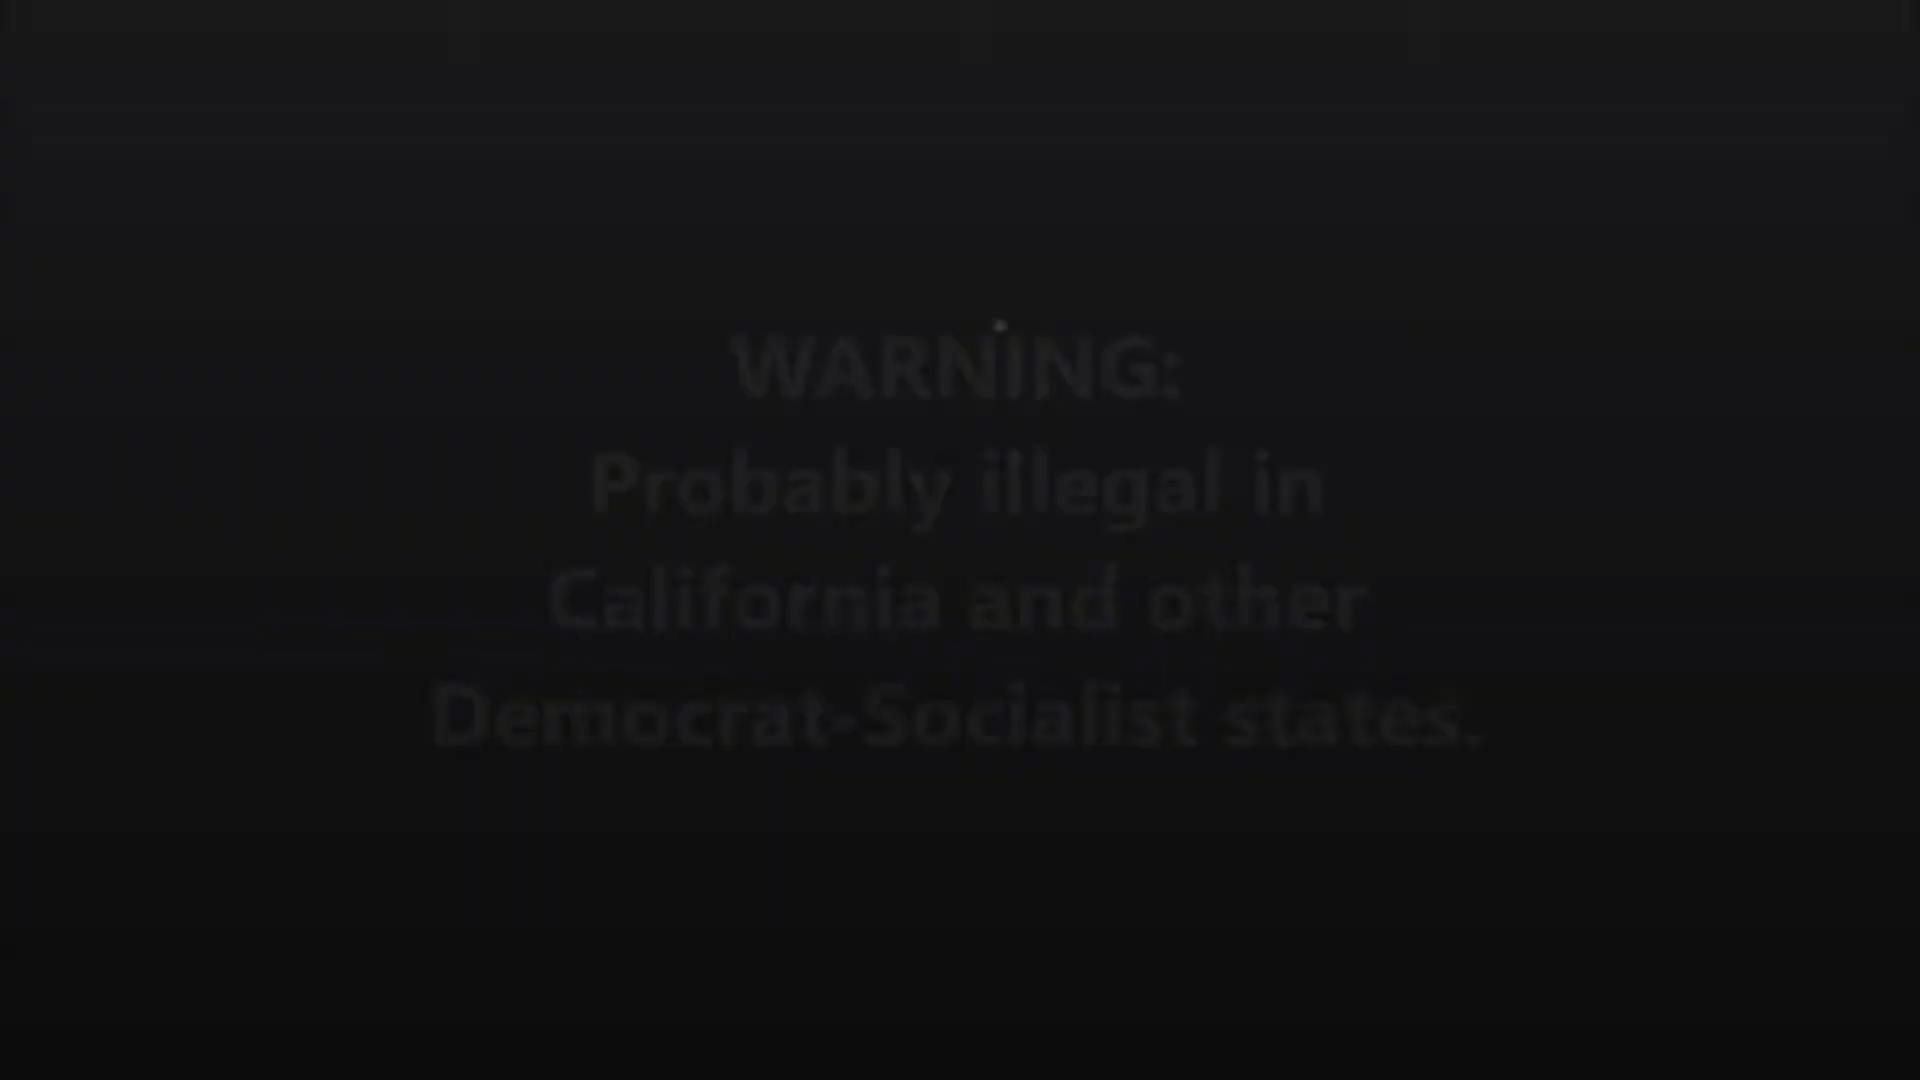 WARNING:
Probably illegal in
California and other
Democrat-Socialist states.